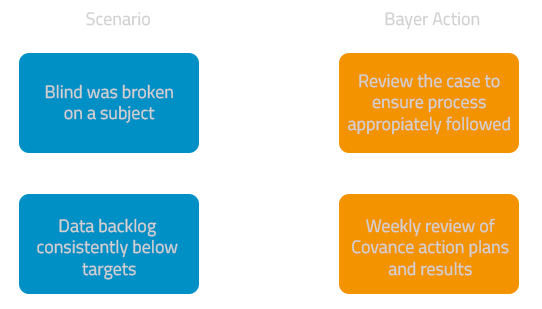 Scenario
Bayer Action
Blind was broken
on a subject
Review the case to
ensure process
appropiately followed
Data backlog
consistently below
targets
Weekly review of
Covance action plans
and results